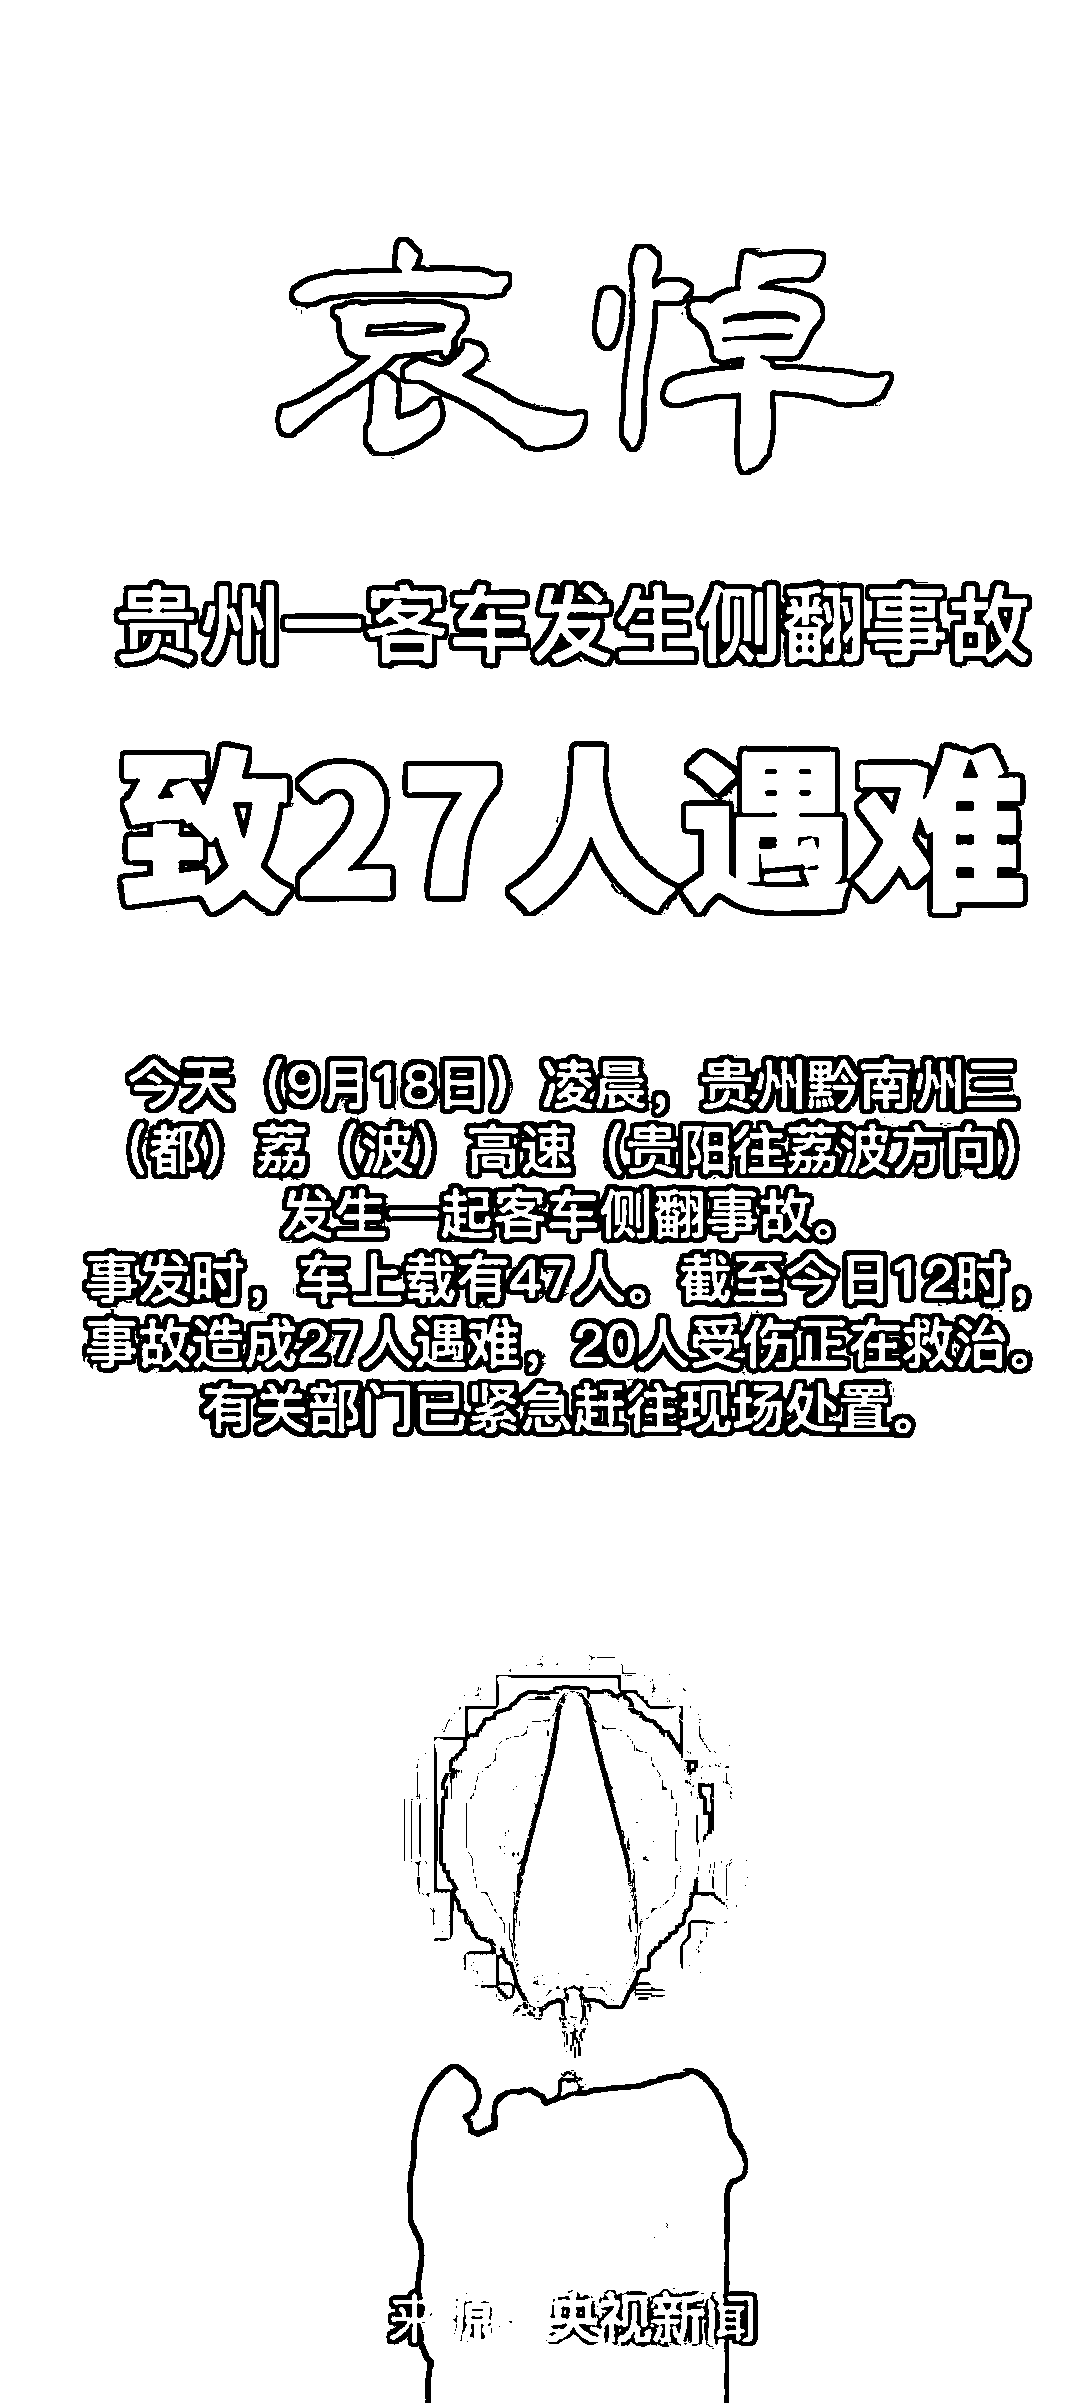 哀悼
贵州一客车发生侧翻事故
致27人遇难
今天（9月18日）凌晨，贵州黔南州三
（都）荔（波）高速（贵阳往荔波方向）
发生一起客车侧翻事故。
事发时，车上载有47人。截至今日12时，
事故造成27人遇难，20人受伤正在救治。
有关部门已紧急赶往现场处置。
来源 央视新闻